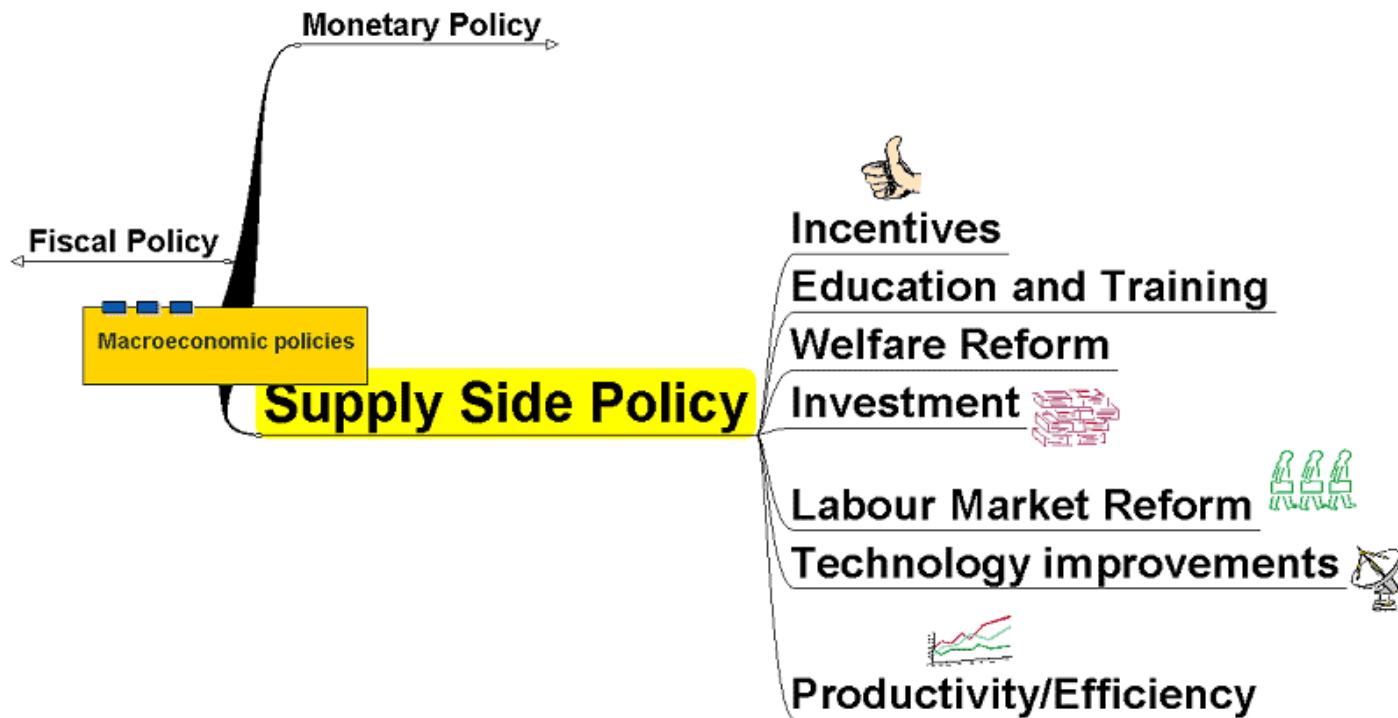 Monetary Policy
Fiscal Policy
Macroeconomic policies
Supply Side Policy
Incentives
Education and Training
Welfare Reform
Investment
Labour Market Reform
Technology improvements
Productivity/Efficiency